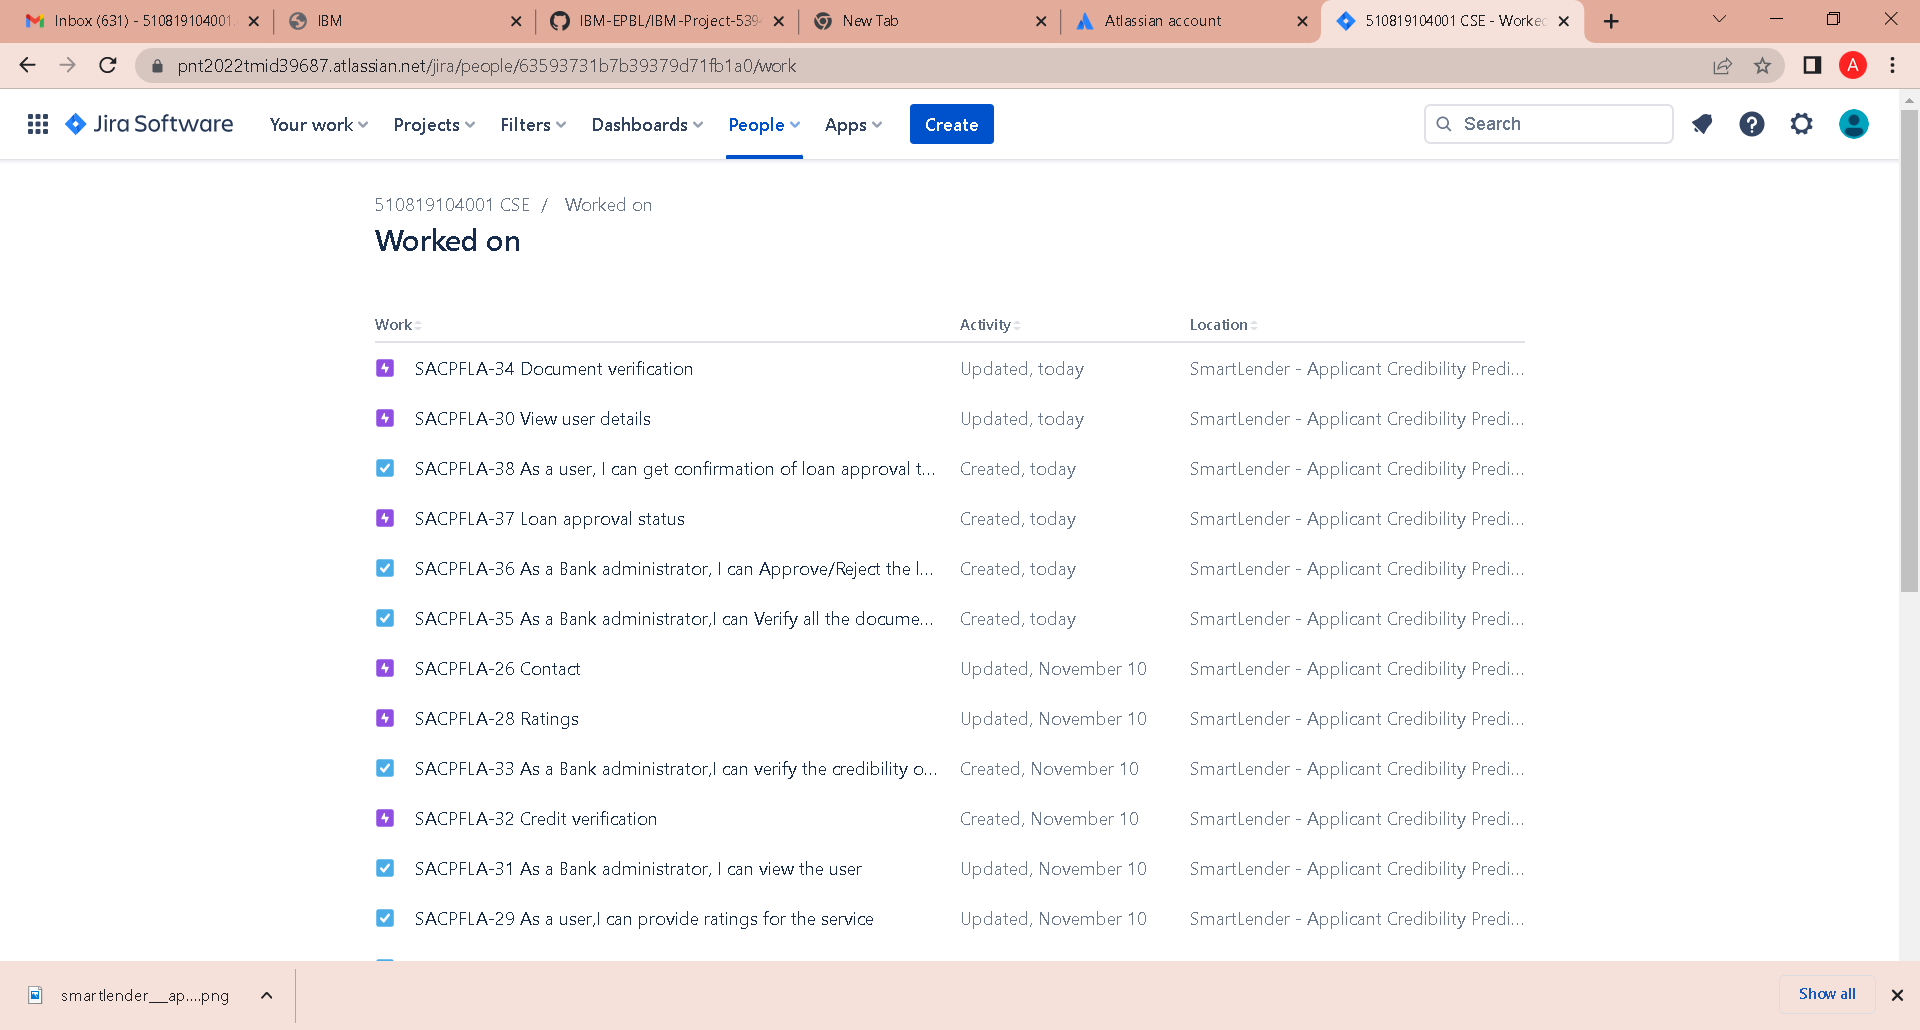 Inbox (631) - 510819104001
IBM
IBM-EPBL/IBM-Project-539
New Tab
Atlassian account
510819104001 CSE - Worke
pnt2022tmid39687.atlassian.net/jira/people/63593731b7b39379d71fb1a0/work
A
Jira Software
Your work
Projects
Filters
Dashboards
People
Apps
Create
Search
510819104001 CSE / Worked on
Worked on
Work Activity Location
SACPFLA-34 Document verification Updated, today SmartLender - Applicant Credibility Predi...
SACPFLA-30 View user details Updated, today SmartLender - Applicant Credibility Predi...
SACPFLA-38 As a user, I can get confirmation of loan approval t... Created, today SmartLender - Applicant Credibility Predi...
SACPFLA-37 Loan approval status Created, today SmartLender - Applicant Credibility Predi...
SACPFLA-36 As a Bank administrator, I can Approve/Reject the l... Created, today SmartLender - Applicant Credibility Predi...
SACPFLA-35 As a Bank administrator,I can Verify all the docume... Created, today SmartLender - Applicant Credibility Predi...
SACPFLA-26 Contact Updated, November 10 SmartLender - Applicant Credibility Predi...
SACPFLA-28 Ratings Updated, November 10 SmartLender - Applicant Credibility Predi...
SACPFLA-33 As a Bank administrator,I can verify the credibility o... Created, November 10 SmartLender - Applicant Credibility Predi...
SACPFLA-32 Credit verification Created, November 10 SmartLender - Applicant Credibility Predi...
SACPFLA-31 As a Bank administrator, I can view the user Updated, November 10 SmartLender - Applicant Credibility Predi...
SACPFLA-29 As a user,I can provide ratings for the service Updated, November 10 SmartLender - Applicant Credibility Predi...
smartlender__ap....png
Show all